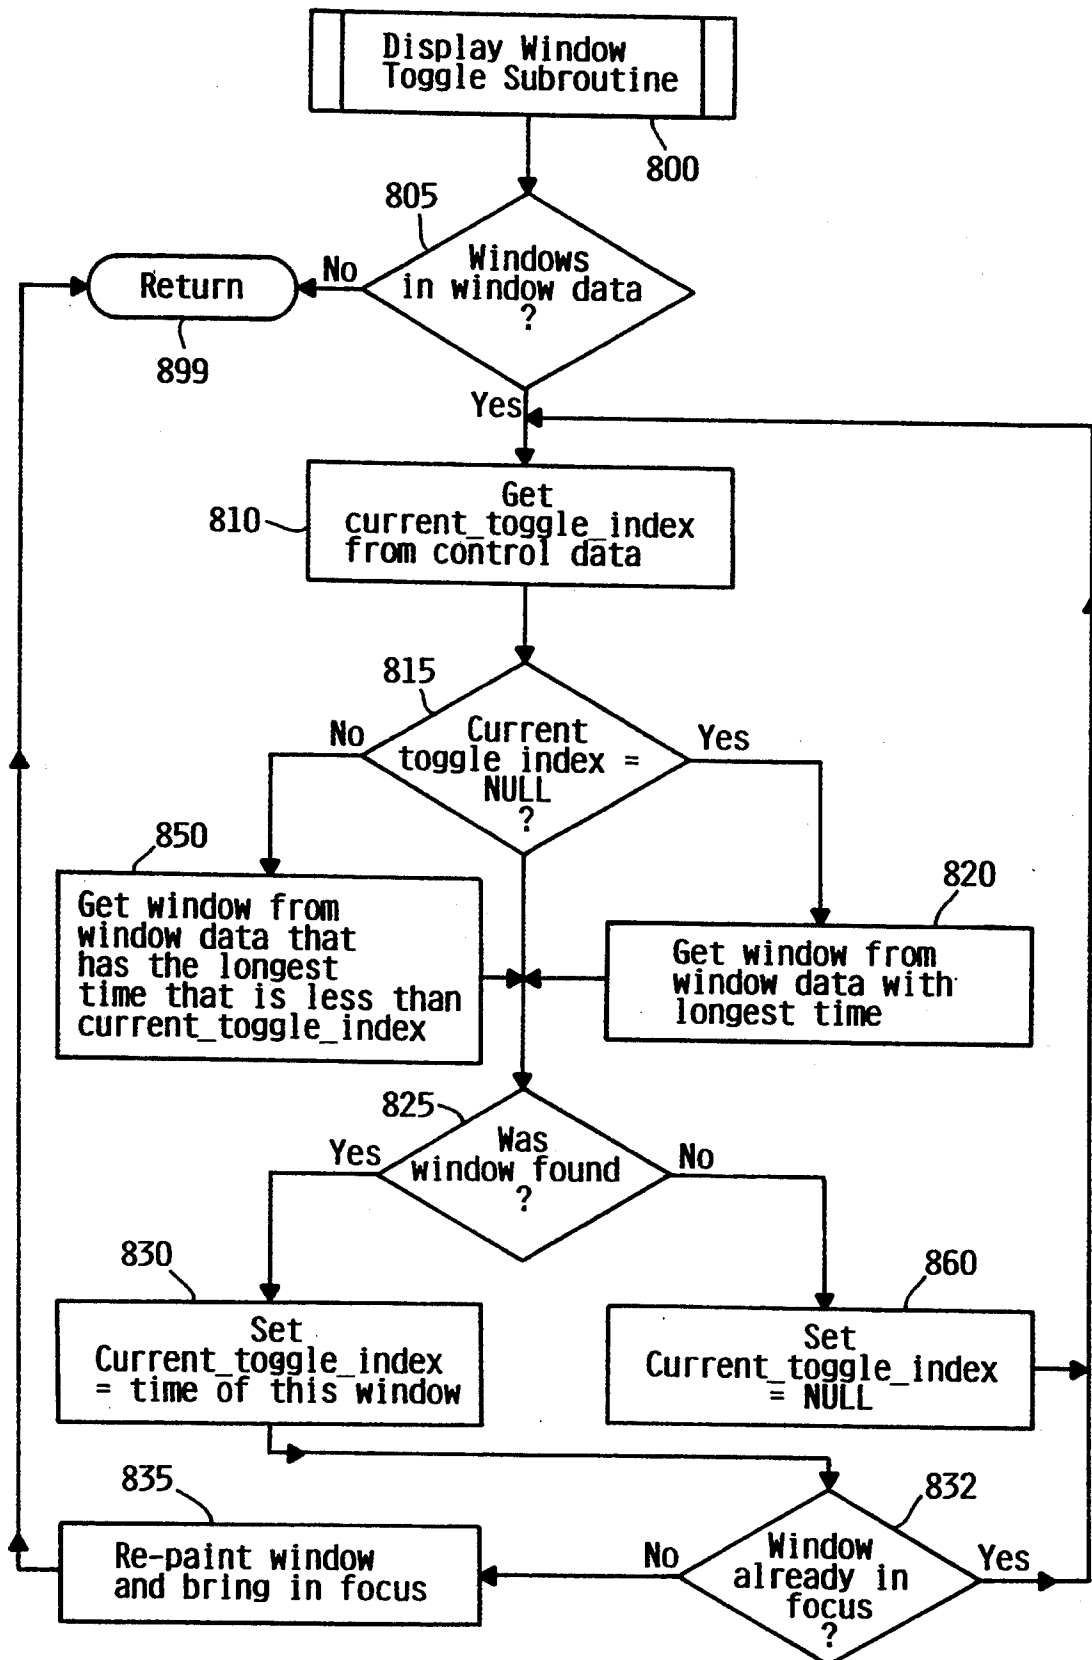 Display Window
Toggle Subroutine
800
805
Windows
in window data
?
No
Return
899
Yes
810
Get
current_toggle_index
from control data
815
Current
toggle index =
NULL
?
No
Yes
850
Get window from
window data that
has the longest
time that is less than
current_toggle_index
820
Get window from
window data with
longest time
825
Was
window found
?
Yes
No
830
Set
Current_toggle_index
= time of this window
860
Set
Current_toggle_index
= NULL
835
Re-paint window
and bring in focus
832
Window
already in
focus
?
No
Yes